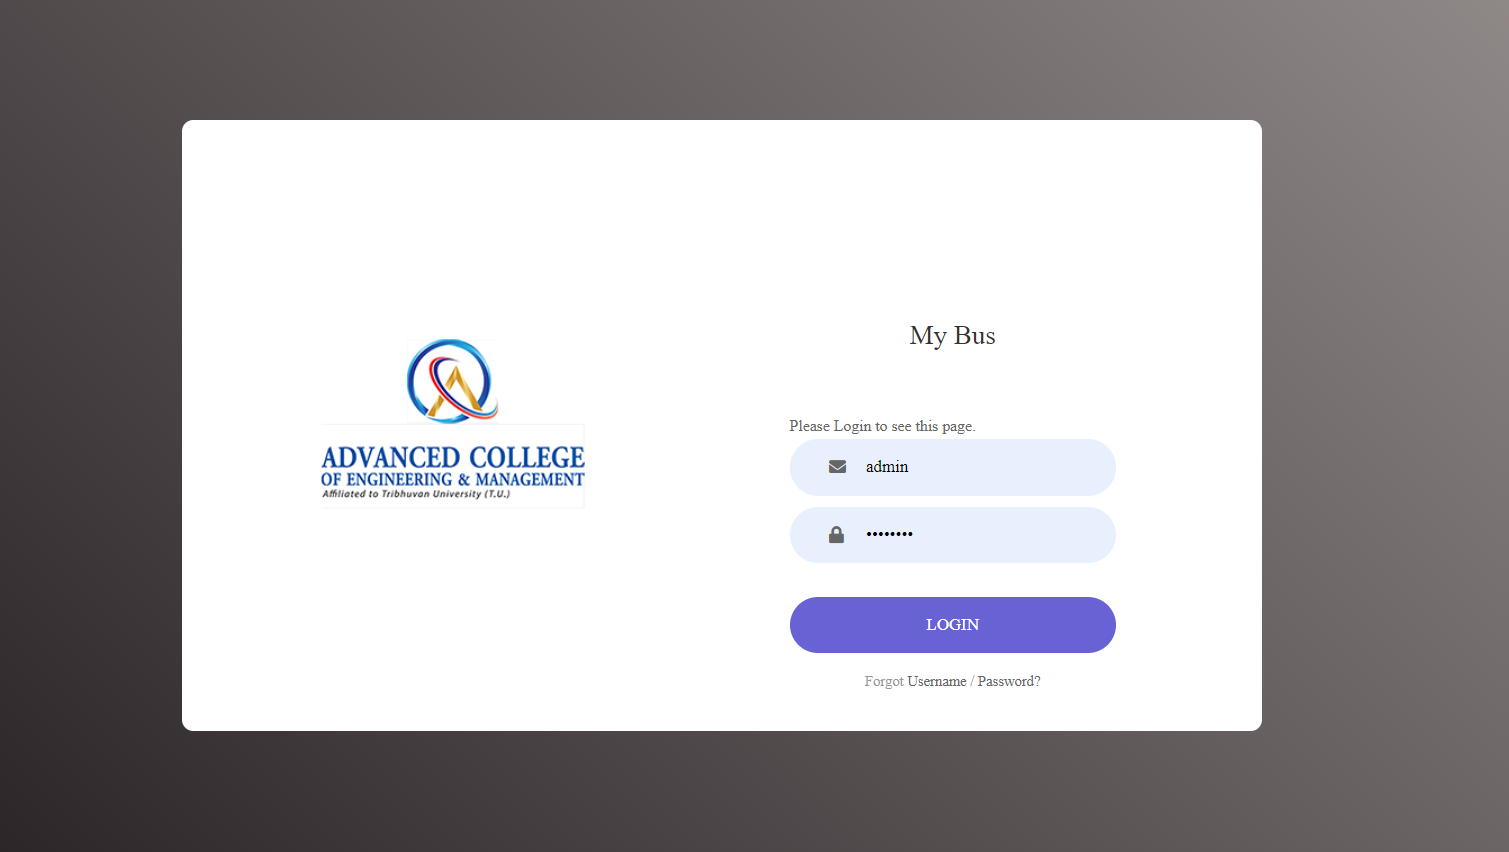 ADVANCED COLLEGE
OF ENGINEERING & MANAGEMENT
Affiliated to Tribhuvan University (T.U.)
My Bus
Please Login to see this page.
admin
••••••••
LOGIN
Forgot Username / Password?